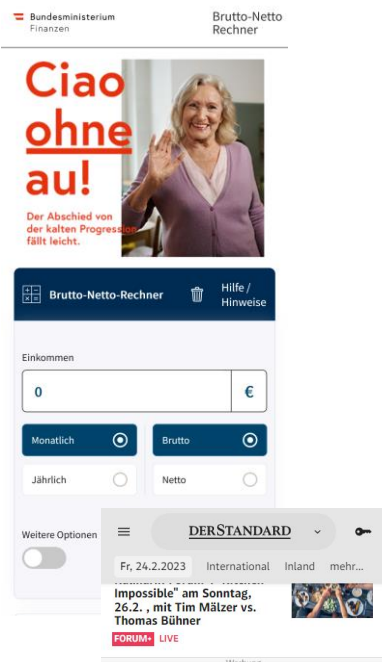 Bundesministerium
Finanzen
Brutto-Netto
Rechner
Ciao
ohne
au!
Der Abschied von
der kalten Progression
fällt leicht.
Brutto-Netto-Rechner
Hilfe /
Hinweise
Einkommen
0 €
Monatlich Brutto
Jährlich Netto
Weitere Optionen
DERSTANDARD
Fr, 24.2.2023 International Inland mehr...
Impossible" am Sonntag,
26.2. , mit Tim Mälzer vs.
Thomas Bühner
FORUM+ LIVE